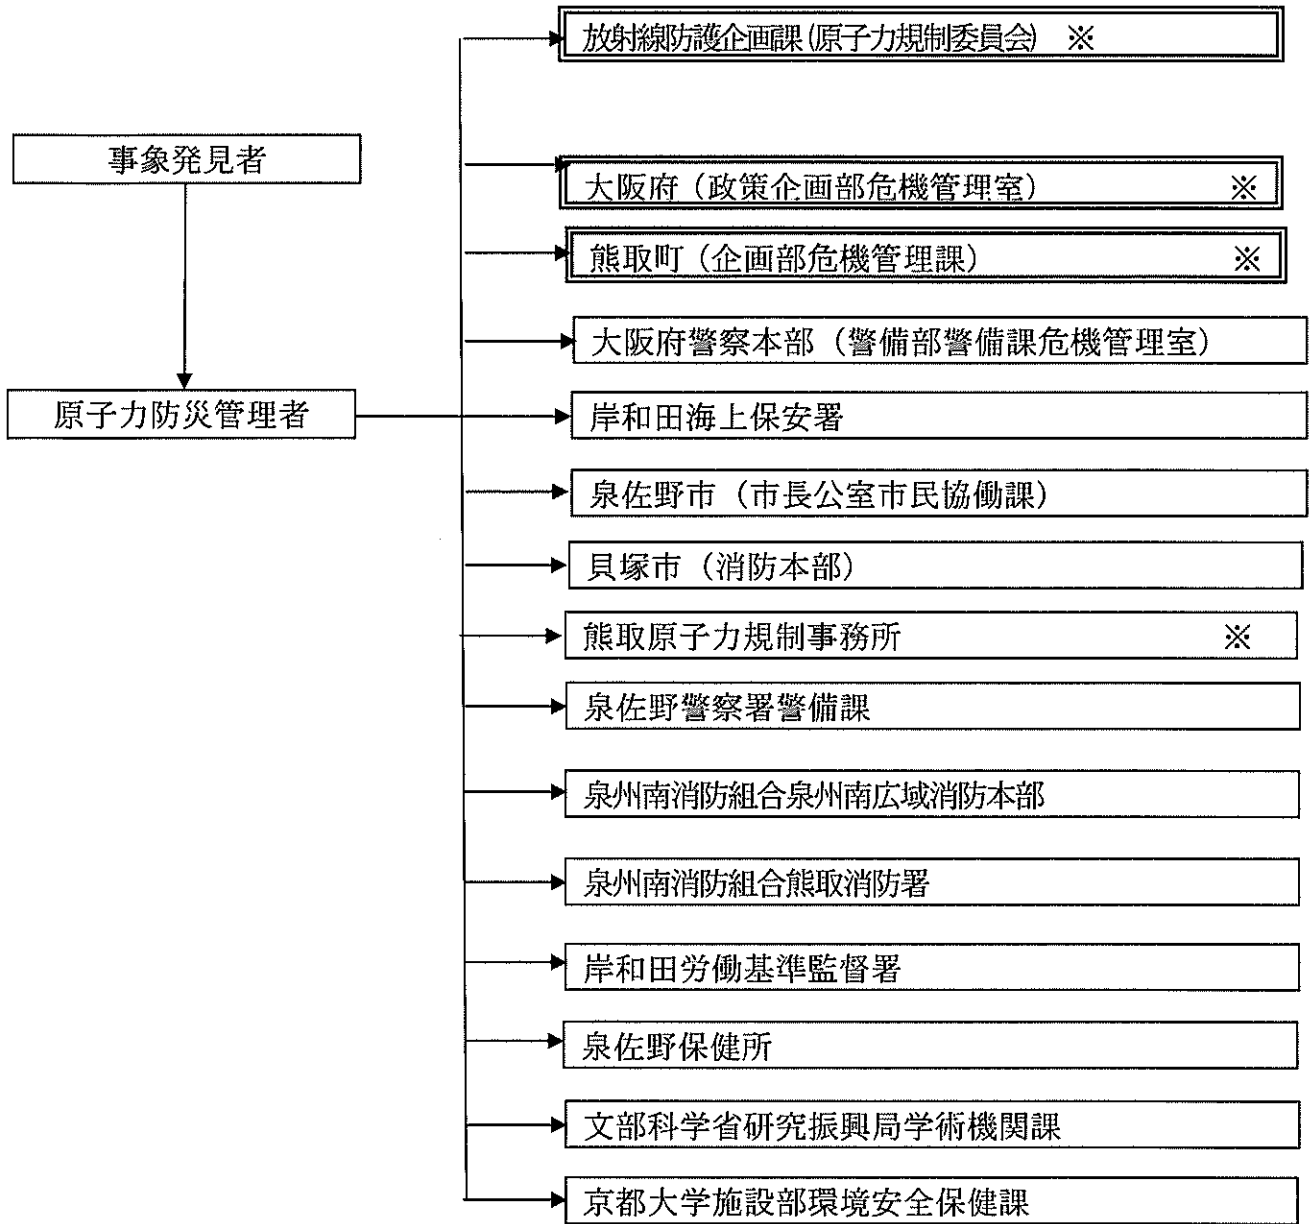 放射線防護企画課(原子力規制委員会) ※
事象発見者
大阪府(政策企画部危機管理室) ※
熊取町(企画部危機管理課) ※
大阪府警察本部(警備部警備課危機管理室)
原子力防災管理者
岸和田海上保安署
泉佐野市(市長公室市民協働課)
貝塚市(消防本部)
熊取原子力規制事務所 ※
泉佐野警察署警備課
泉州南消防組合泉州南広域消防本部
泉州南消防組合熊取消防署
岸和田労働基準監督署
泉佐野保健所
文部科学省研究振興局学術機関課
京都大学施設部環境安全保健課